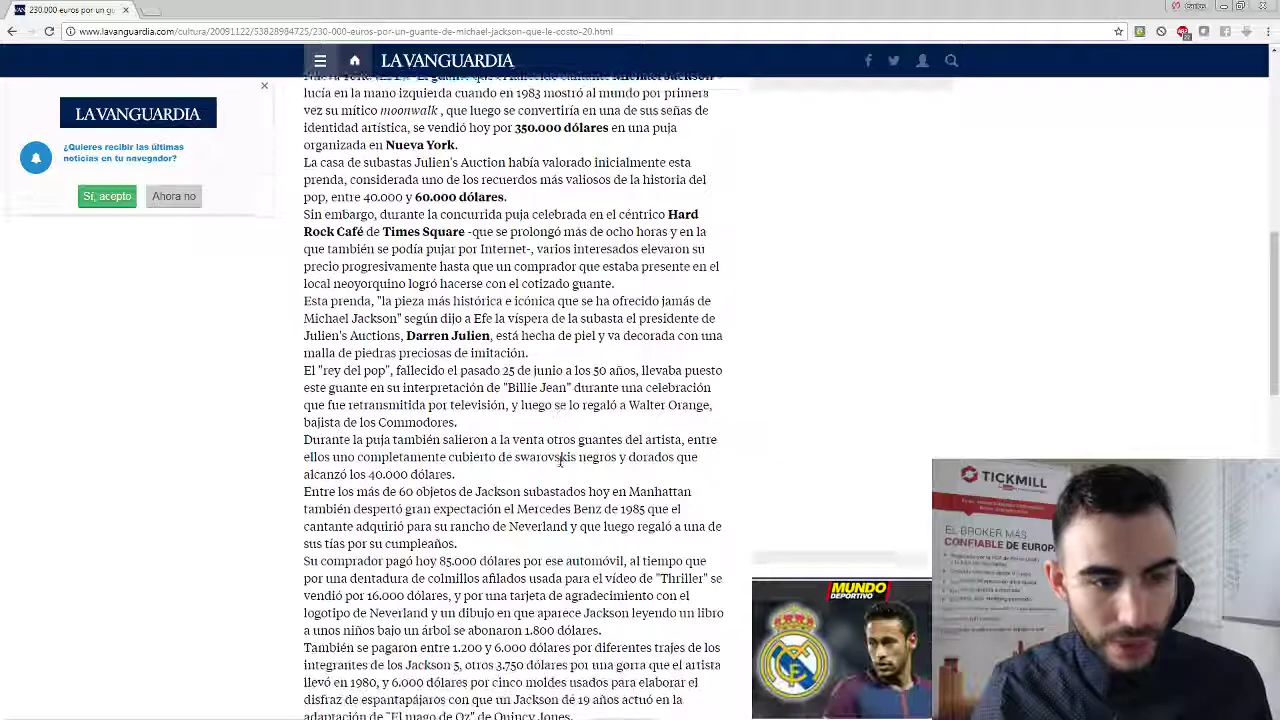 230.000 euros por un gu
www.lavanguardia.com/cultura/20091122/53828984725/230-000-euros-por-un-guante-de-michael-jackson-que-le-costo-20.html
LA VANGUARDIA
LA VANGUARDIA
¿Quieres recibir las últimas
noticias en tu navegador?
Sí, acepto
Ahora no
lucía en la mano izquierda cuando en 1983 mostró al mundo por primera
vez su mítico moonwalk , que luego se convertiría en una de sus señas de
identidad artística, se vendió hoy por 350.000 dólares en una puja
organizada en Nueva York.
La casa de subastas Julien's Auction había valorado inicialmente esta
prenda, considerada uno de los recuerdos más valiosos de la historia del
pop, entre 40.000 y 60.000 dólares.
Sin embargo, durante la concurrida puja celebrada en el céntrico Hard
Rock Café de Times Square -que se prolongó más de ocho horas y en la
que también se podía pujar por Internet-, varios interesados elevaron su
precio progresivamente hasta que un comprador que estaba presente en el
local neoyorquino logró hacerse con el cotizado guante.
Esta prenda, "la pieza más histórica e icónica que se ha ofrecido jamás de
Michael Jackson" según dijo a Efe la víspera de la subasta el presidente de
Julien's Auctions, Darren Julien, está hecha de piel y va decorada con una
malla de piedras preciosas de imitación.
El "rey del pop", fallecido el pasado 25 de junio a los 50 años, llevaba puesto
este guante en su interpretación de "Billie Jean" durante una celebración
que fue retransmitida por televisión, y luego se lo regaló a Walter Orange,
bajista de los Commodores.
Durante la puja también salieron a la venta otros guantes del artista, entre
ellos uno completamente cubierto de swarovskis negros y dorados que
alcanzó los 40.000 dólares.
Entre los más de 60 objetos de Jackson subastados hoy en Manhattan
también despertó gran expectación el Mercedes Benz de 1985 que el
cantante adquirió para su rancho de Neverland y que luego regaló a una de
sus tías por su cumpleaños.
Su comprador pagó hoy 85.000 dólares por ese automóvil, al tiempo que
por una dentadura de colmillos afilados usada para el vídeo de "Thriller" se
vendió por 16.000 dólares, y por una tarjeta de agradecimiento con el
logotipo de Neverland y un dibujo en que aparece Jackson leyendo un libro
a unos niños bajo un árbol se abonaron 1.800 dólares.
También se pagaron entre 1.200 y 6.000 dólares por diferentes trajes de los
integrantes de los Jackson 5, otros 3.750 dólares por una gorra que el artista
llevó en 1980, y 6.000 dólares por cinco moldes usados para elaborar el
disfraz de espantapájaros con que un Jackson de 19 años actuó en la
adaptación de "El mago de Oz" de Quincy Jones.
MUNDO
DEPORTIVO
TICKMILL
EL BROKER MÁS
CONFIABLE DE EUROPA